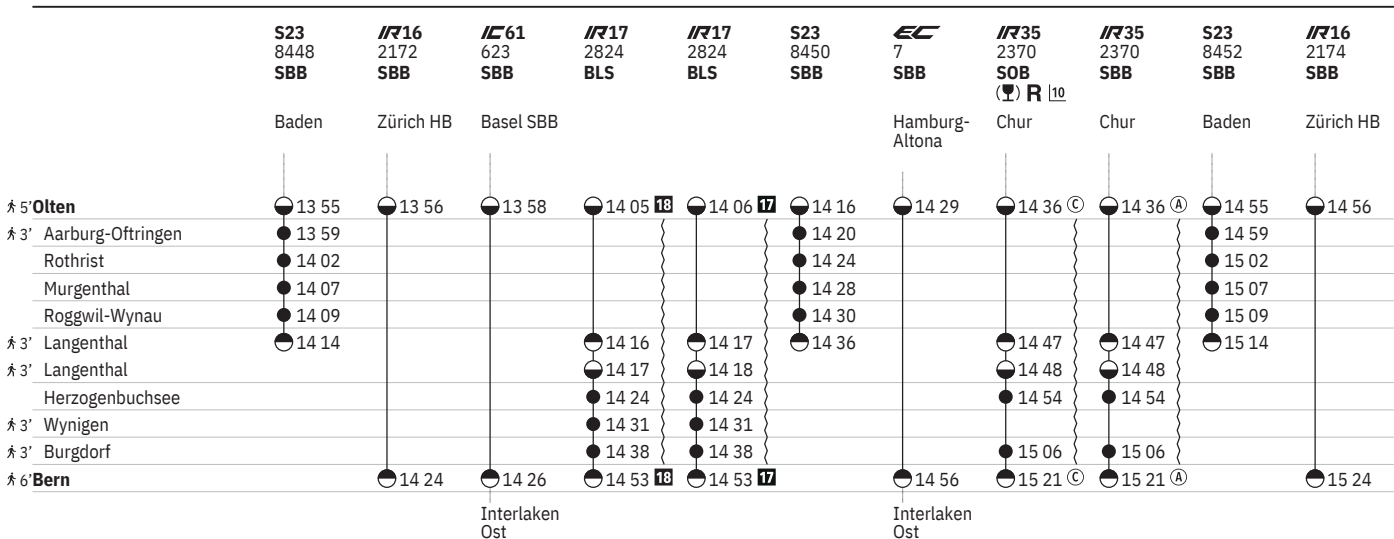 S23 IR16 IC61 IR17 IR17 S23 EC IR35 IR35 S23 IR16
8448 2172 623 2824 2824 8450 7 2370 2370 8452 2174
SBB SBB SBB BLS BLS SBB SBB SOB SBB SBB SBB
R 10
Baden Zürich HB Basel SBB Hamburg- Chur Chur Baden Zürich HB
Altona
5' Olten 13 55 13 56 13 58 14 05 18 14 06 17 14 16 14 29 14 36 C 14 36 A 14 55 14 56
3' Aarburg-Oftringen 13 59 14 20 14 59
Rothrist 14 02 14 24 15 02
Murgenthal 14 07 14 28 15 07
Roggwil-Wynau 14 09 14 30 15 09
3' Langenthal 14 14 14 16 14 17 14 36 14 47 14 47 15 14
3' Langenthal 14 17 14 18 14 48 14 48
Herzogenbuchsee 14 24 14 24 14 54 14 54
3' Wynigen 14 31 14 31
3' Burgdorf 14 38 14 38 15 06 15 06
6' Bern 14 24 14 26 14 53 18 14 53 17 14 56 15 21 C 15 21 A 15 24
Interlaken Interlaken
Ost Ost